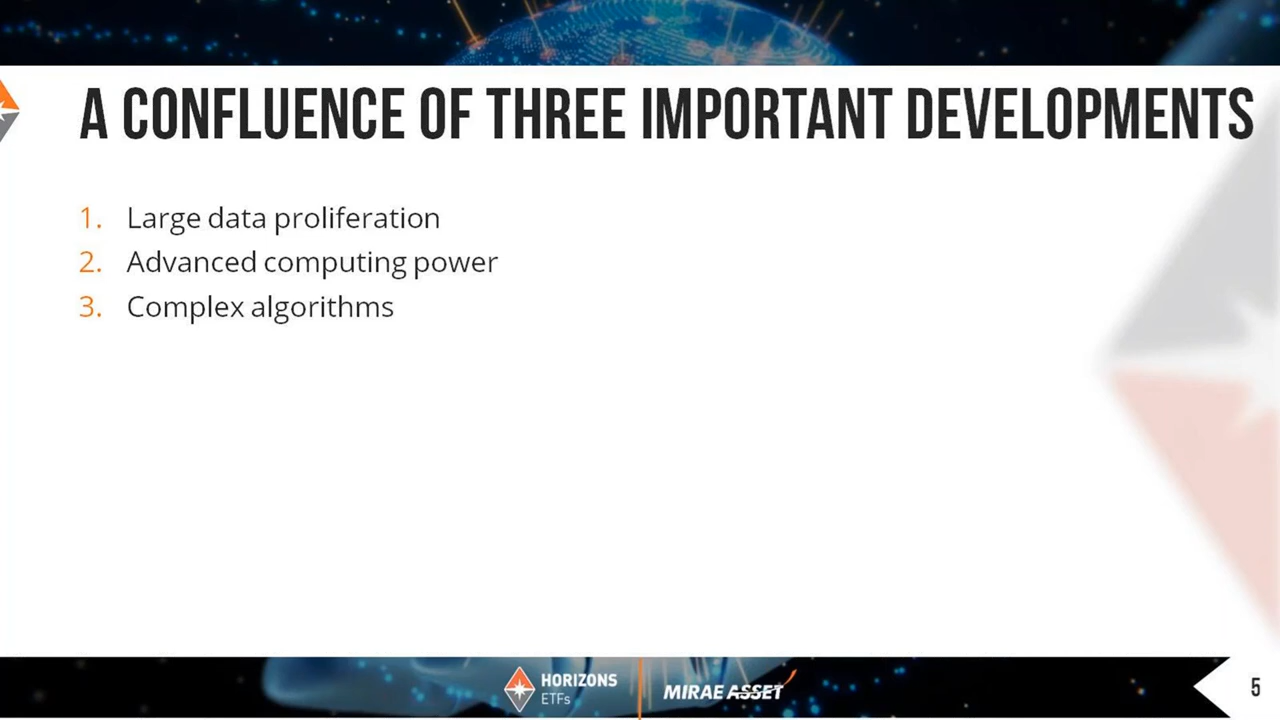 A CONFLUENCE OF THREE IMPORTANT DEVELOPMENTS
1. Large data proliferation
2. Advanced computing power
3. Complex algorithms
HORIZONS
ETFs
MIRAE ASSET
5